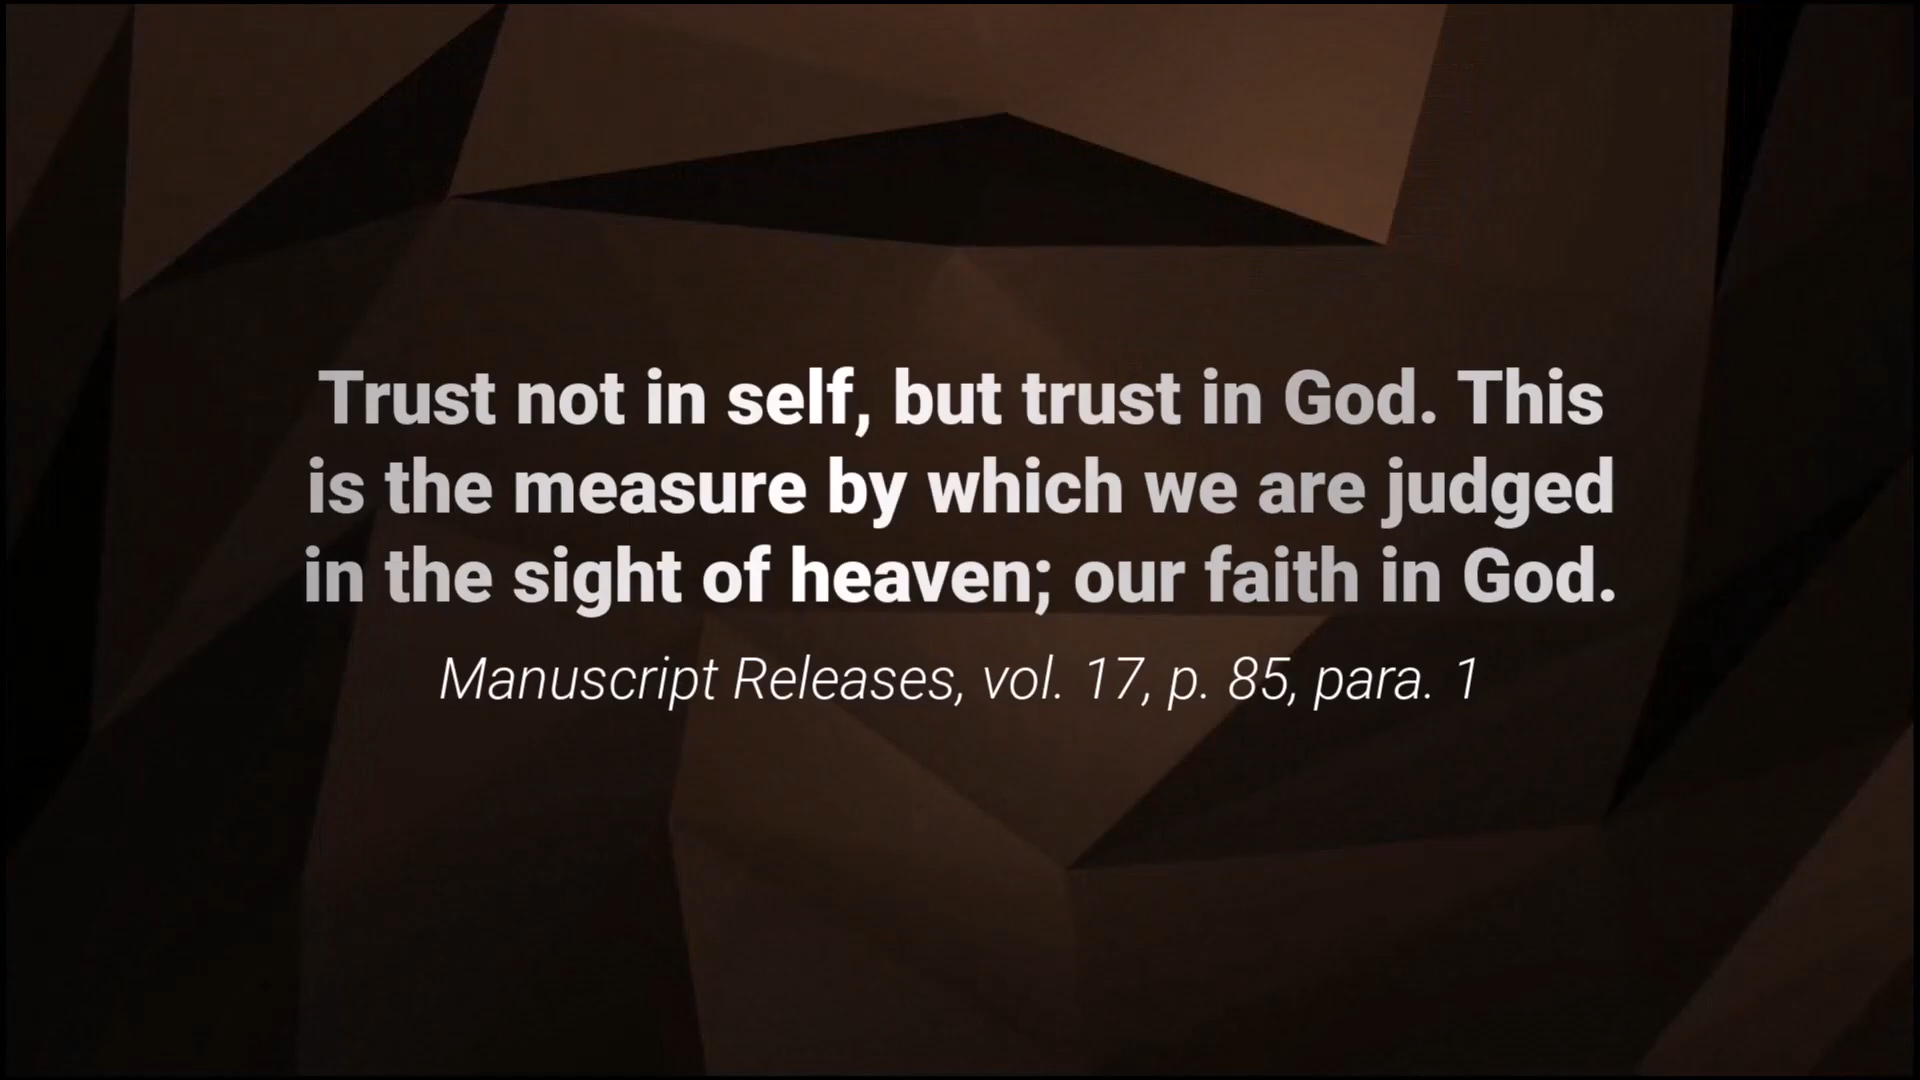 Trust not in self, but trust in God. This
is the measure by which we are judged
in the sight of heaven; our faith in God.
Manuscript Releases, vol. 17, p. 85, para. 1